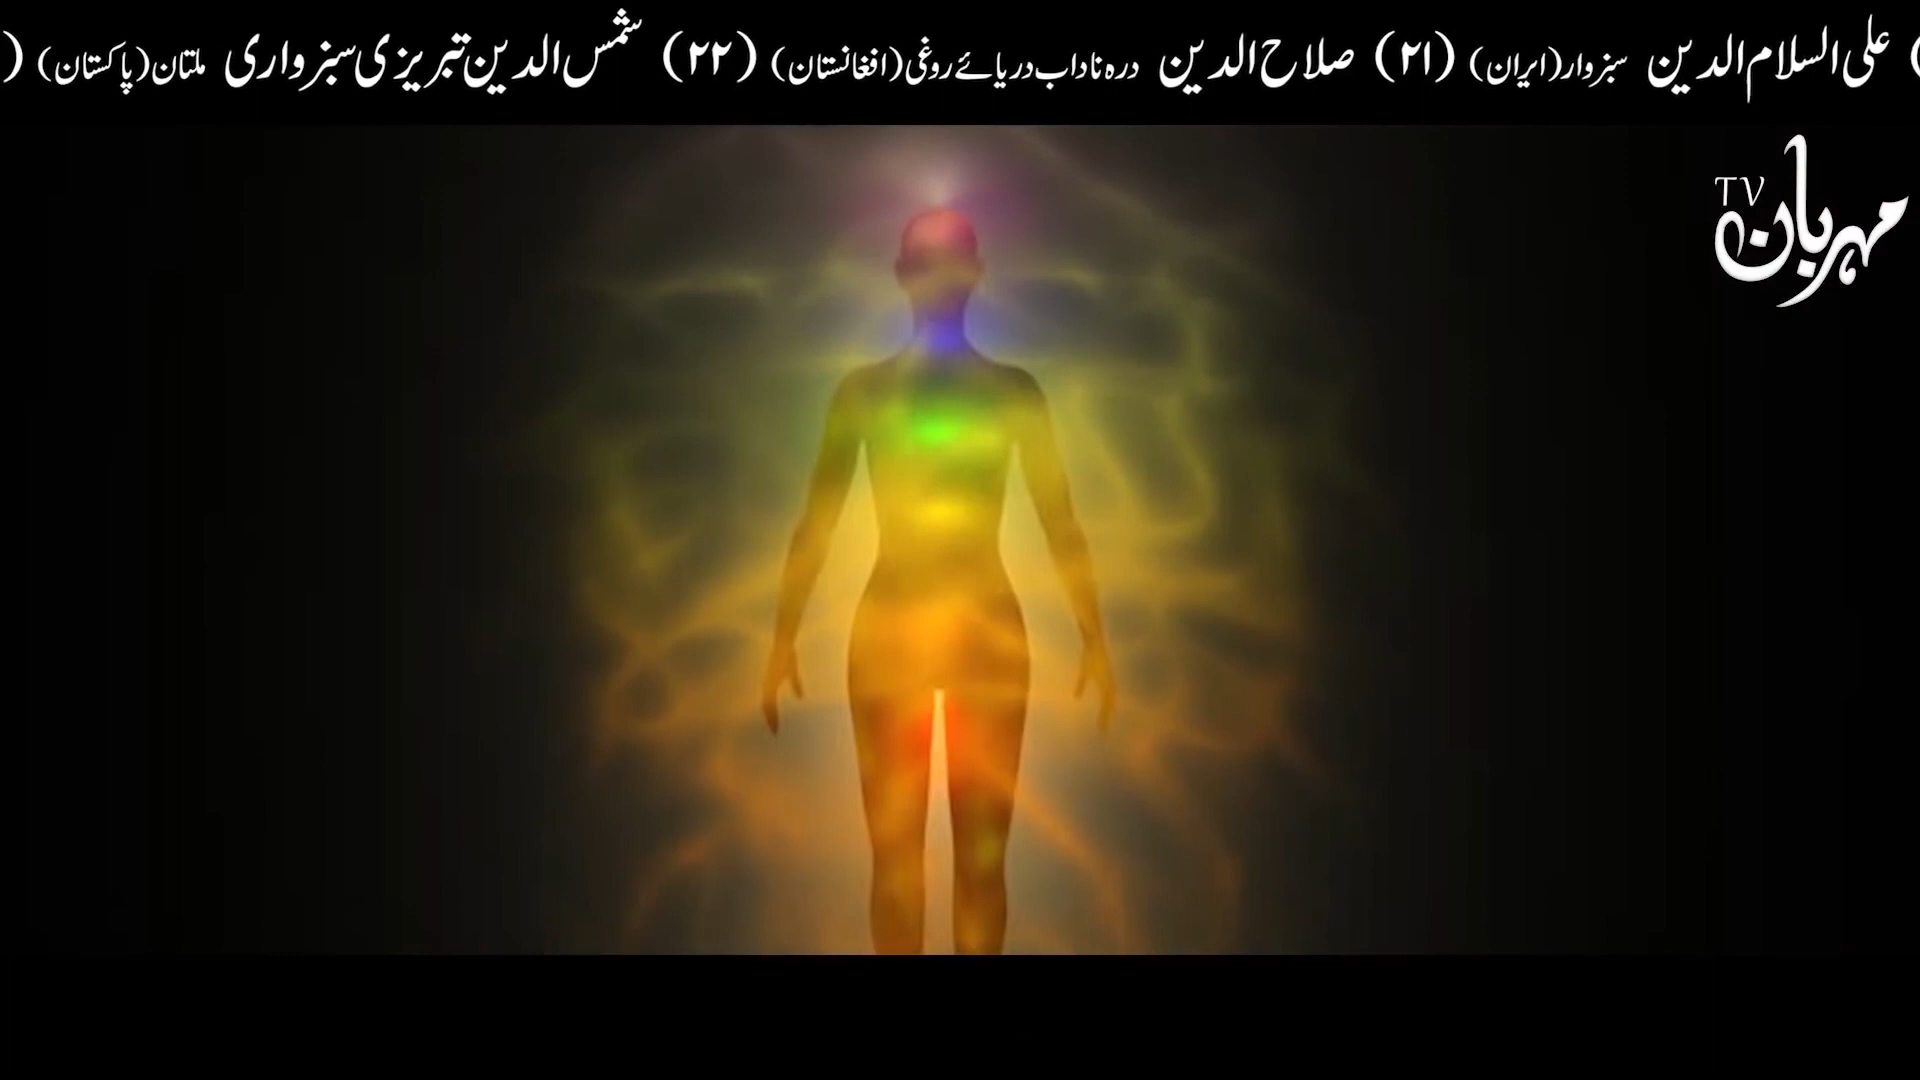 ) علی السلام الدین سبزوار (ایران) (۲۱) صلاح الدین درہ ناداب دریائے روغی (افغانستان) (۲۲) شمس الدین تبریزی سبزواری ملتان (پاکستان) (
TV
مہربان